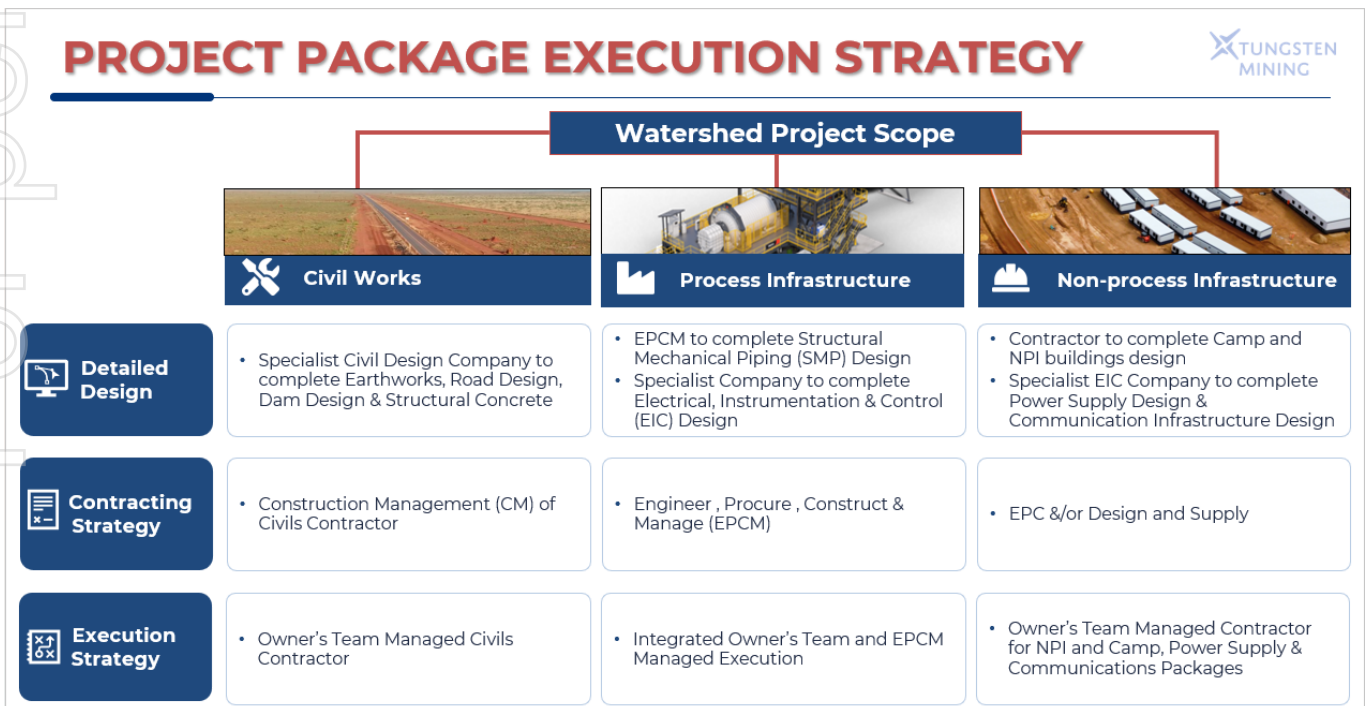 PROJECT PACKAGE EXECUTION STRATEGY
TUNGSTEN
MINING
Watershed Project Scope
Civil Works
Process Infrastructure
Non-process Infrastructure
Detailed
Design
• Specialist Civil Design Company to
complete Earthworks, Road Design,
Dam Design & Structural Concrete
• EPCM to complete Structural
Mechanical Piping (SMP) Design
• Specialist Company to complete
Electrical, Instrumentation & Control
(EIC) Design
• Contractor to complete Camp and
NPI buildings design
• Specialist EIC Company to complete
Power Supply Design &
Communication Infrastructure Design
Contracting
Strategy
• Construction Management (CM) of
Civils Contractor
• Engineer , Procure , Construct &
Manage (EPCM)
• EPC &/or Design and Supply
Execution
Strategy
• Owner's Team Managed Civils
Contractor
• Integrated Owner's Team and EPCM
Managed Execution
• Owner's Team Managed Contractor
for NPI and Camp, Power Supply &
Communications Packages